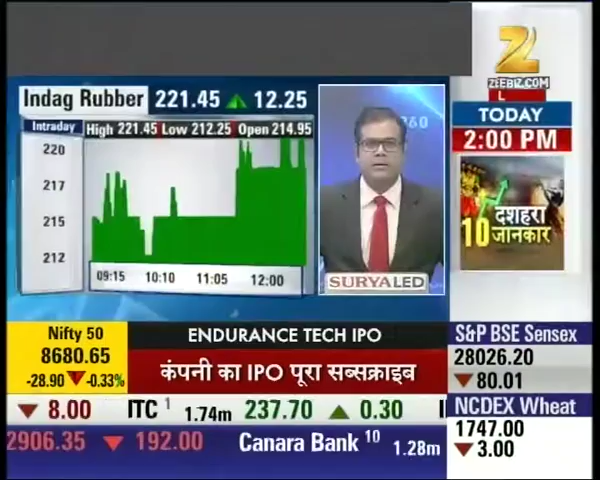 Z
ZEEBIZ.COM
L
Indag Rubber 221.45 ▲ 12.25
Intraday High 221.45 Low 212.25 Open 214.95
220
217
215
212
09:15 10:10 11:05 12:00
360
SURYALED
TODAY
2:00 PM
दशहरा
10 जानकार
Nifty 50
8680.65
-28.90 ▼ -0.33%
ENDURANCE TECH IPO
कंपनी का IPO पूरा सब्सक्राइब
S&P BSE Sensex
28026.20
▼ 80.01
NCDEX Wheat
1747.00
▼ 3.00
▼ 8.00 ITC 1 1.74m 237.70 ▲ 0.30
2906.35 ▼ 192.00 Canara Bank 10 1.28m